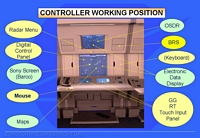 CONTROLLER WORKING POSITION
Radar Menu
Digital
Control
Panel
Sony Screen
(Barco)
Mouse
Maps
OSDR
BRS
(Keyboard)
Electronic
Data
Display
GG
RT
Touch Input
Panel